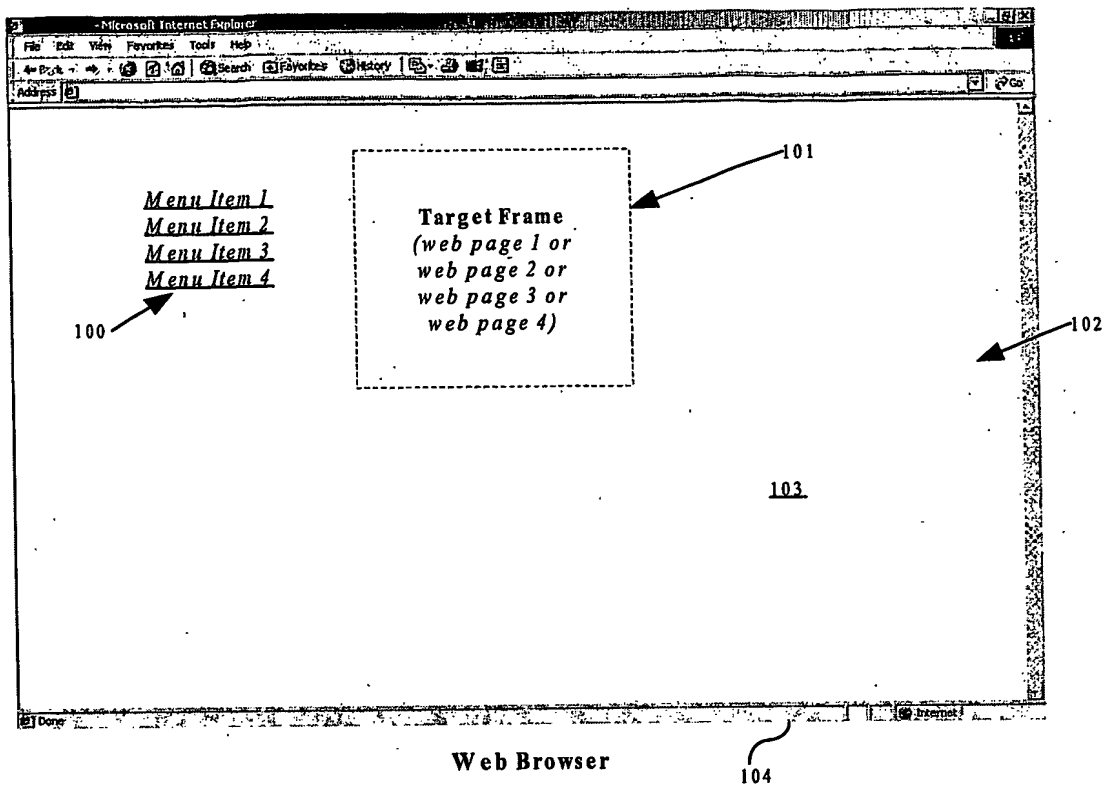 - Microsoft Internet Explorer
File Edit View Favorites Tools Help
Back Search Favorites History
Address Go
101
Menu Item 1
Menu Item 2
Menu Item 3
Menu Item 4
Target Frame
(web page 1 or
web page 2 or
web page 3 or
web page 4)
100
102
103
Done Internet
Web Browser
104